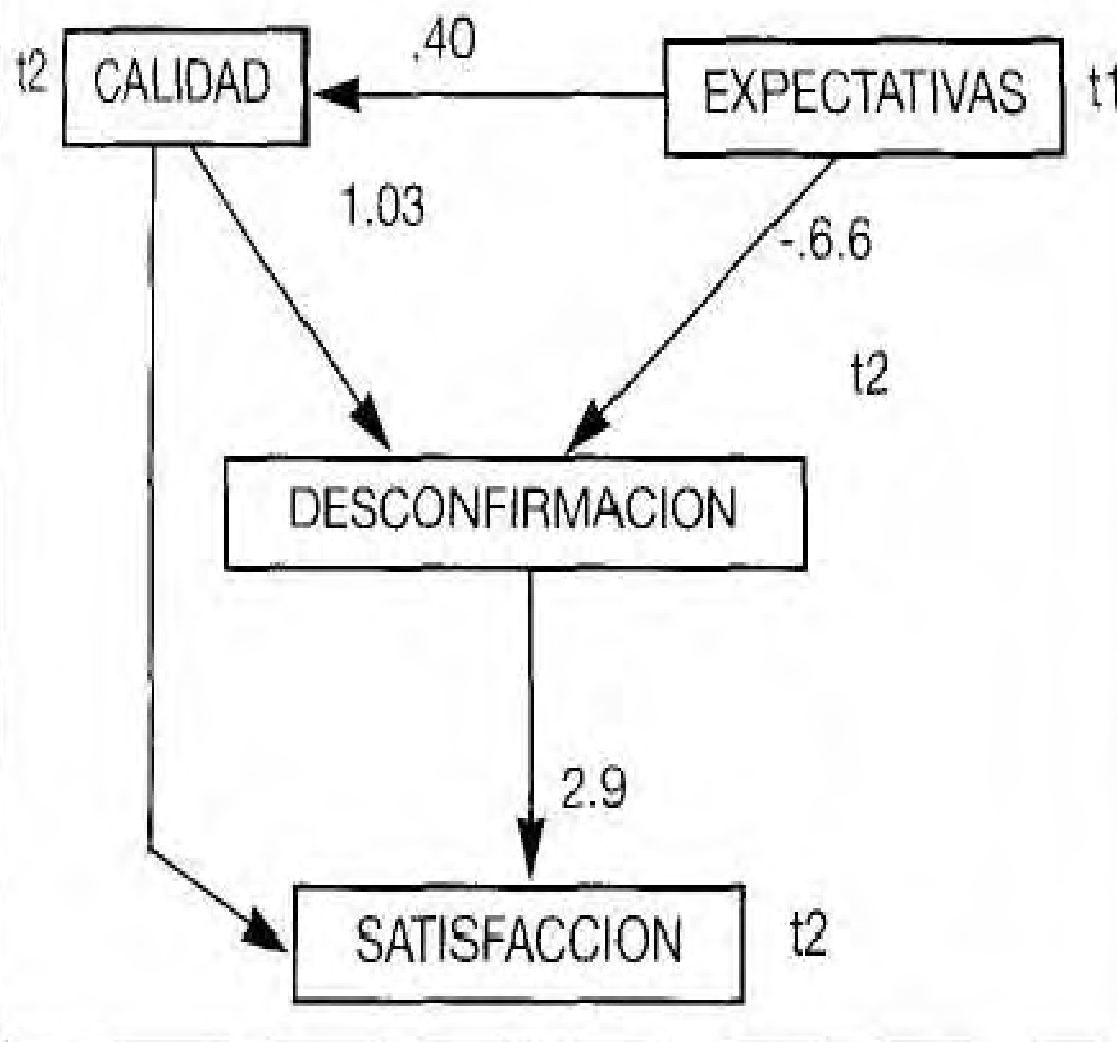 .40
t2 CALIDAD EXPECTATIVAS t1
1.03
-.6.6
t2
DESCONFIRMACION
2.9
SATISFACCION t2